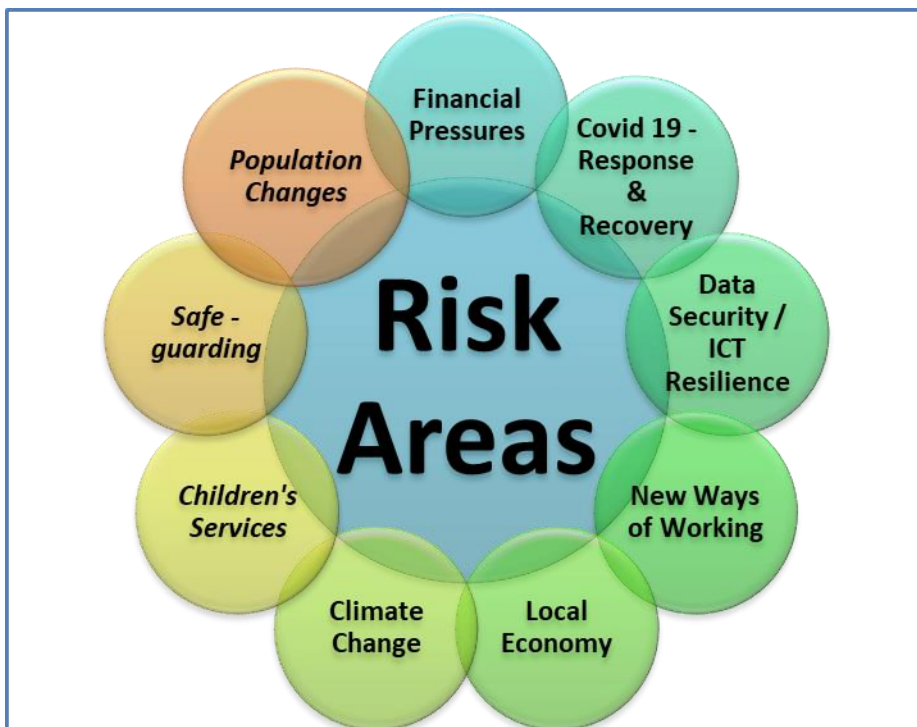 Financial
Pressures
Covid 19 -
Response
&
Recovery
Data
Security /
ICT
Resilience
New Ways
of Working
Local
Economy
Climate
Change
Children's
Services
Safe -
guarding
Population
Changes
Risk
Areas